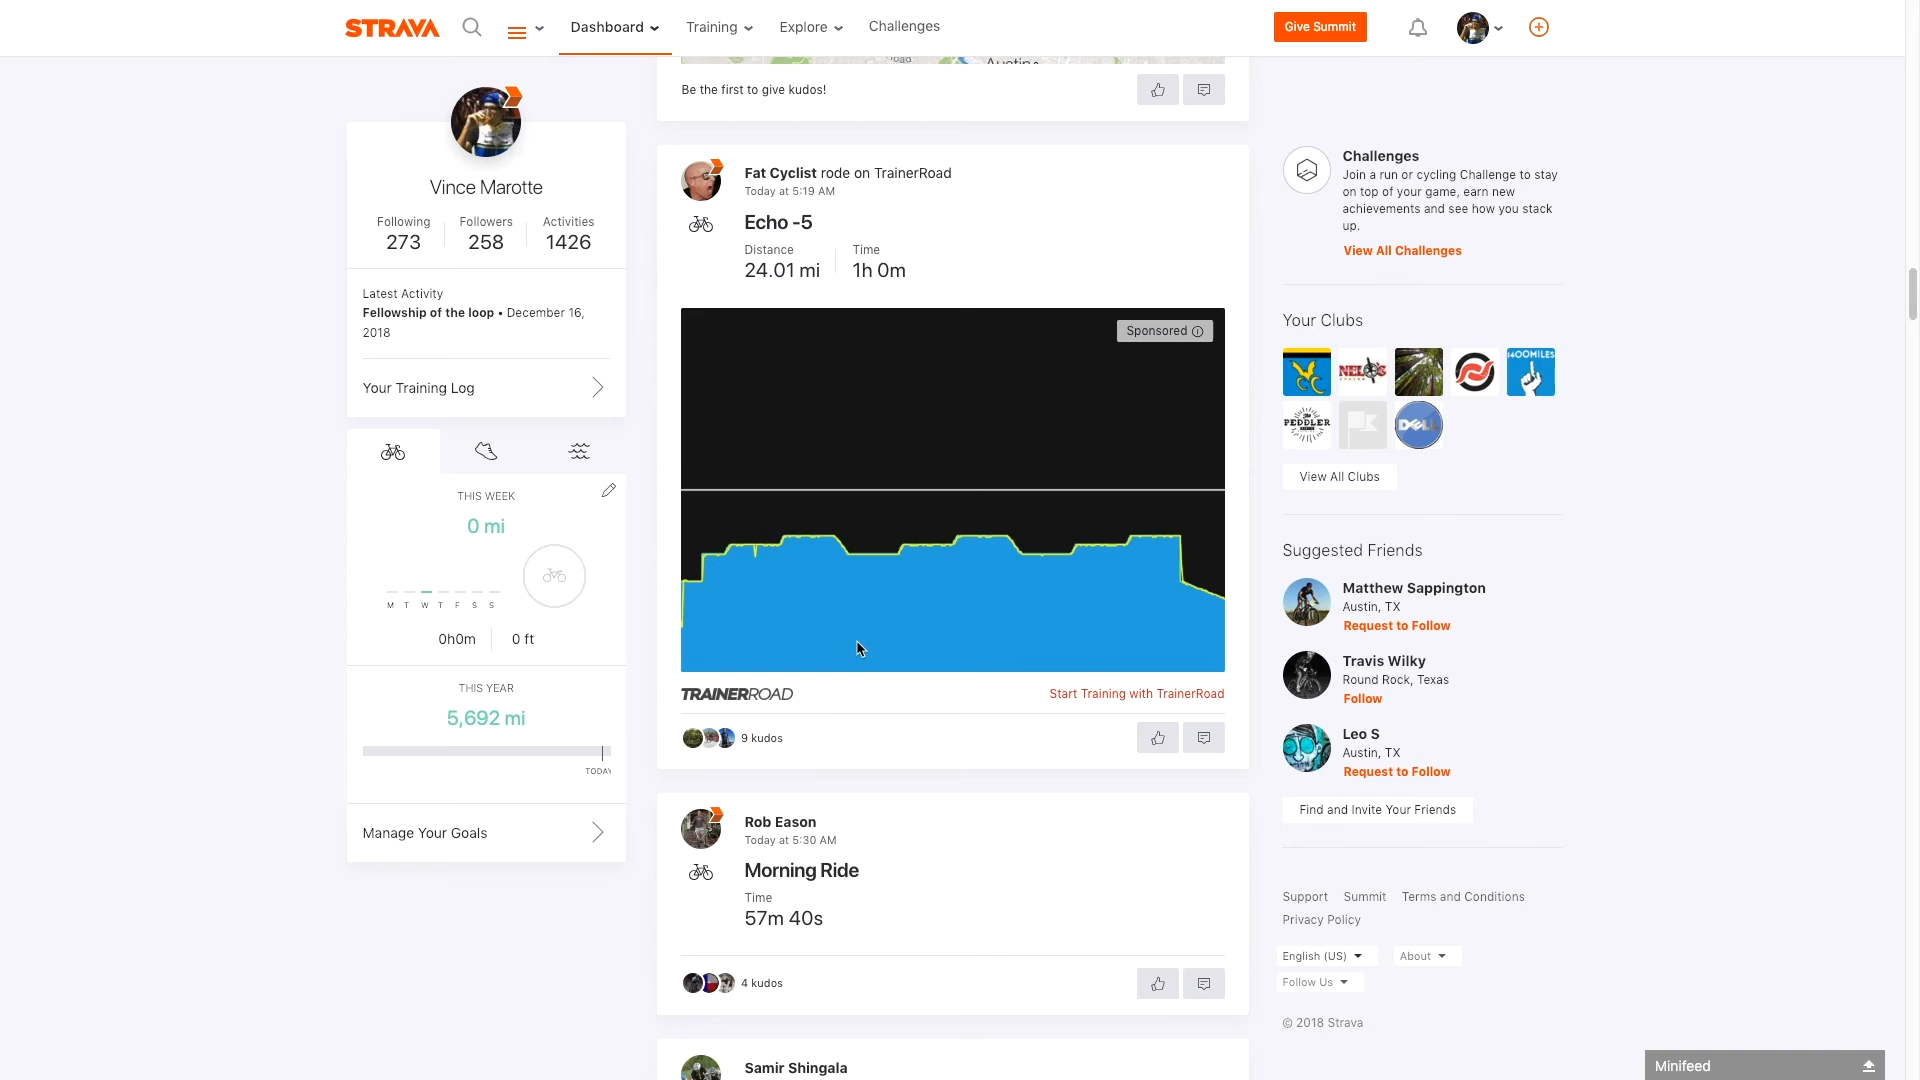 STRAVA
Dashboard
Training
Explore
Challenges
Give Summit
Be the first to give kudos!
Vince Marotte
Following
273
Followers
258
Activities
1426
Latest Activity
Fellowship of the loop • December 16,
2018
Your Training Log
THIS WEEK
0 mi
M T W T F S S
0h0m
0 ft
THIS YEAR
5,692 mi
TODAY
Manage Your Goals
Fat Cyclist rode on TrainerRoad
Today at 5:19 AM
Echo -5
Distance
24.01 mi
Time
1h 0m
Sponsored
TRAINERROAD
Start Training with TrainerRoad
9 kudos
Rob Eason
Today at 5:30 AM
Morning Ride
Time
57m 40s
4 kudos
Samir Shingala
Challenges
Join a run or cycling Challenge to stay
on top of your game, earn new
achievements and see how you stack
up.
View All Challenges
Your Clubs
NELO'S
1400MILES
PEDDLER
DELL
View All Clubs
Suggested Friends
Matthew Sappington
Austin, TX
Request to Follow
Travis Wilky
Round Rock, Texas
Follow
Leo S
Austin, TX
Request to Follow
Find and Invite Your Friends
Support Summit Terms and Conditions
Privacy Policy
English (US)
About
Follow Us
© 2018 Strava
Minifeed